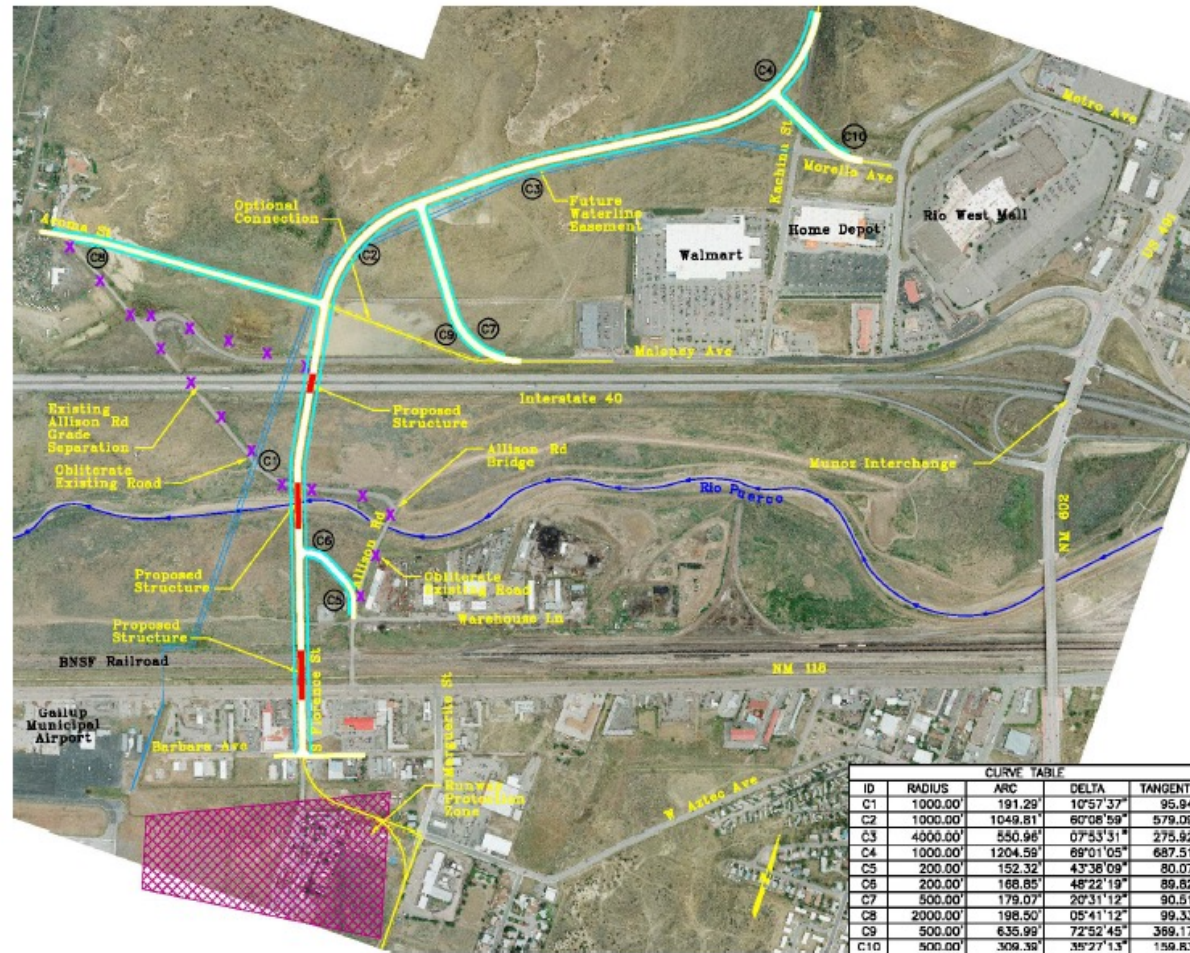 C4
Metro Ave
C10
Kachina St
Morello Ave
US 491
Rio West Mall
Home Depot
Walmart
C3
Future
Waterline
Easement
Optional
Connection
C2
C8
C9
C7
Maloney Ave
Interstate 40
Existing
Allison Rd
Grade
Separation
Proposed
Structure
Obliterate
Existing Road
C1
Allison Rd
Bridge
Munoz Interchange
Rio Puerco
NM 602
C6
C5
Allison Rd
Proposed
Structure
Obliterate
Existing Road
Warehouse Ln
Proposed
Structure
BNSF Railroad
NM 118
Gallup
Municipal
Airport
S Florence St
Barbara Ave
Marguerite St
Runway
Protection
Zone
W Aztec Ave
CURVE TABLE
ID RADIUS ARC DELTA TANGENT
C1 1000.00' 191.29' 10°57'37" 95.94
C2 1000.00' 1049.81' 60°08'59" 579.09
C3 4000.00' 550.96' 07°53'31" 275.92
C4 1000.00' 1204.59' 69°01'05" 687.51
C5 200.00' 152.32' 43°38'09" 80.07
C6 200.00' 168.85' 48°22'19" 89.82
C7 500.00' 179.07' 20°31'12" 90.51
C8 2000.00' 198.50' 05°41'12" 99.33
C9 500.00' 635.99' 72°52'45" 369.17
C10 500.00' 309.39' 35°27'13" 159.83